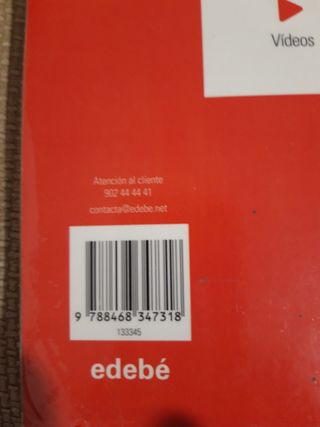 Vídeos
Atención al cliente
902 44 44 41
contacta@edebe.net
9 788468 347318
133345
edebé